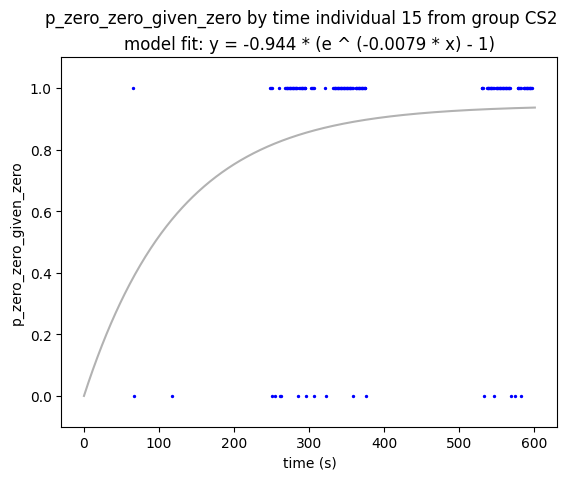 p_zero_zero_given_zero by time individual 15 from group CS2
model fit: y = -0.944 * (e ^ (-0.0079 * x) - 1)
1.0
0.8
0.6
0.4
0.2
0.0
p_zero_zero_given_zero
0 100 200 300 400 500 600
time (s)